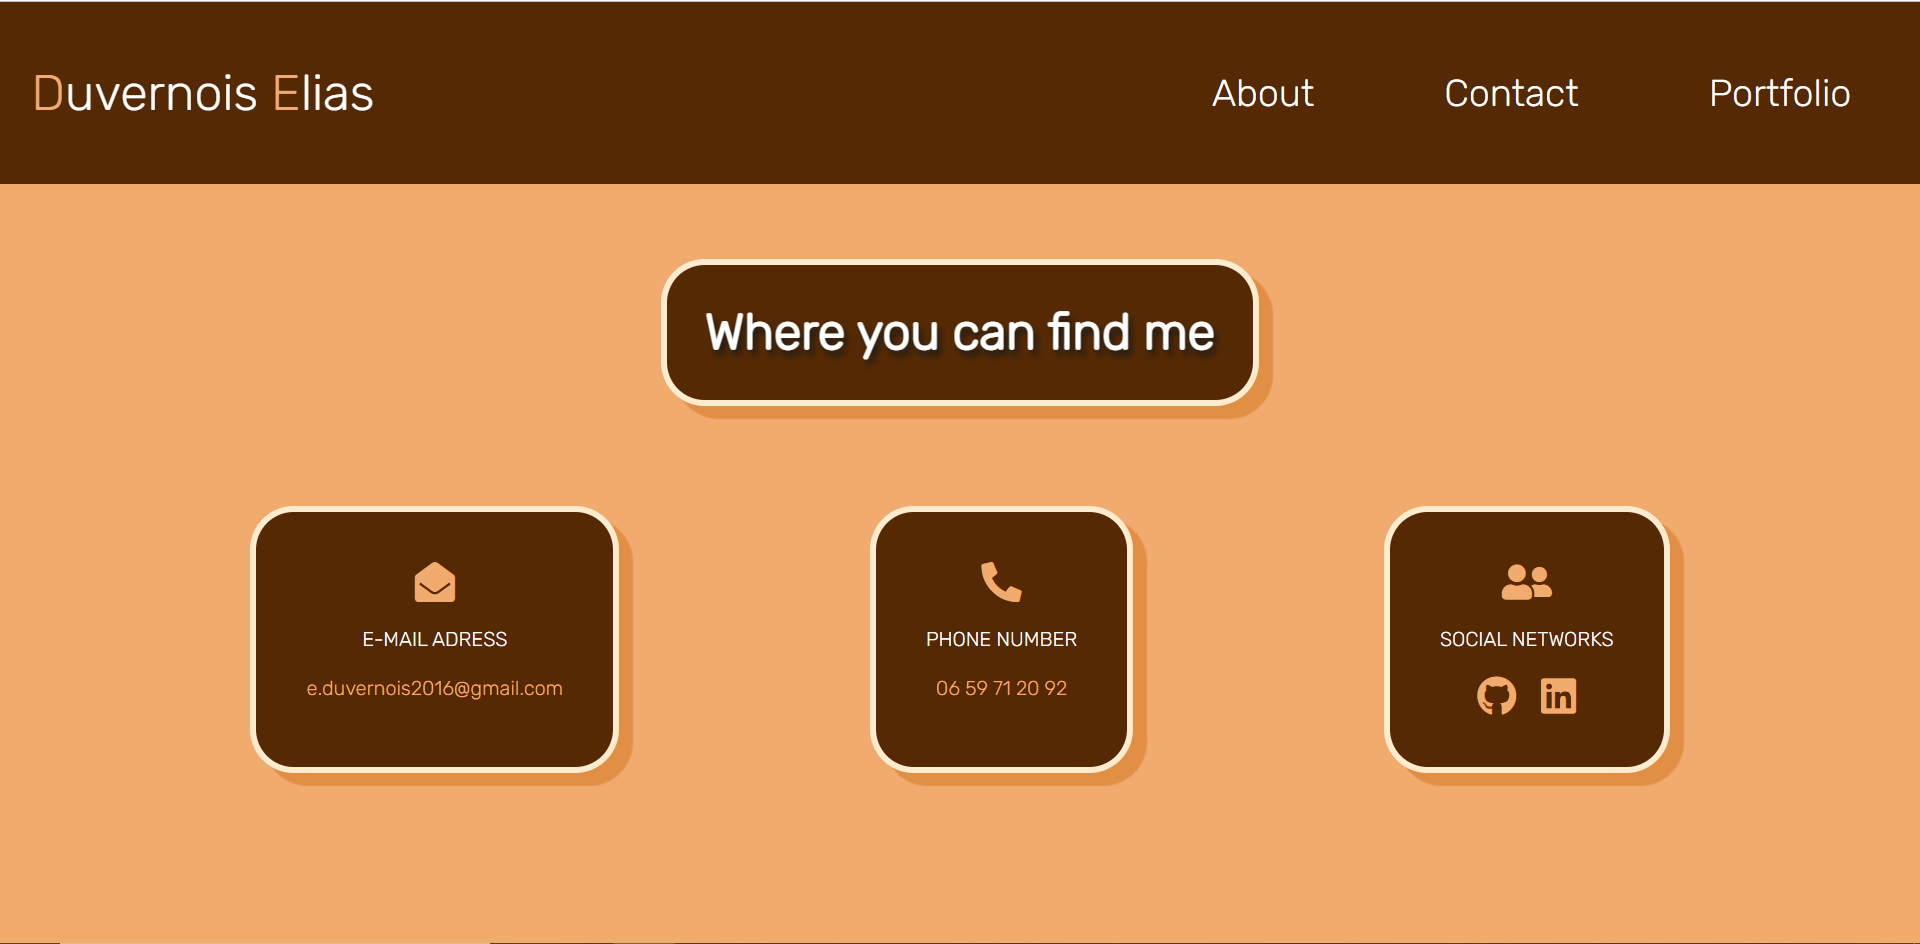 Duvernois Elias
About
Contact
Portfolio
Where you can find me
E-MAIL ADRESS
e.duvernois2016@gmail.com
PHONE NUMBER
06 59 71 20 92
SOCIAL NETWORKS
in